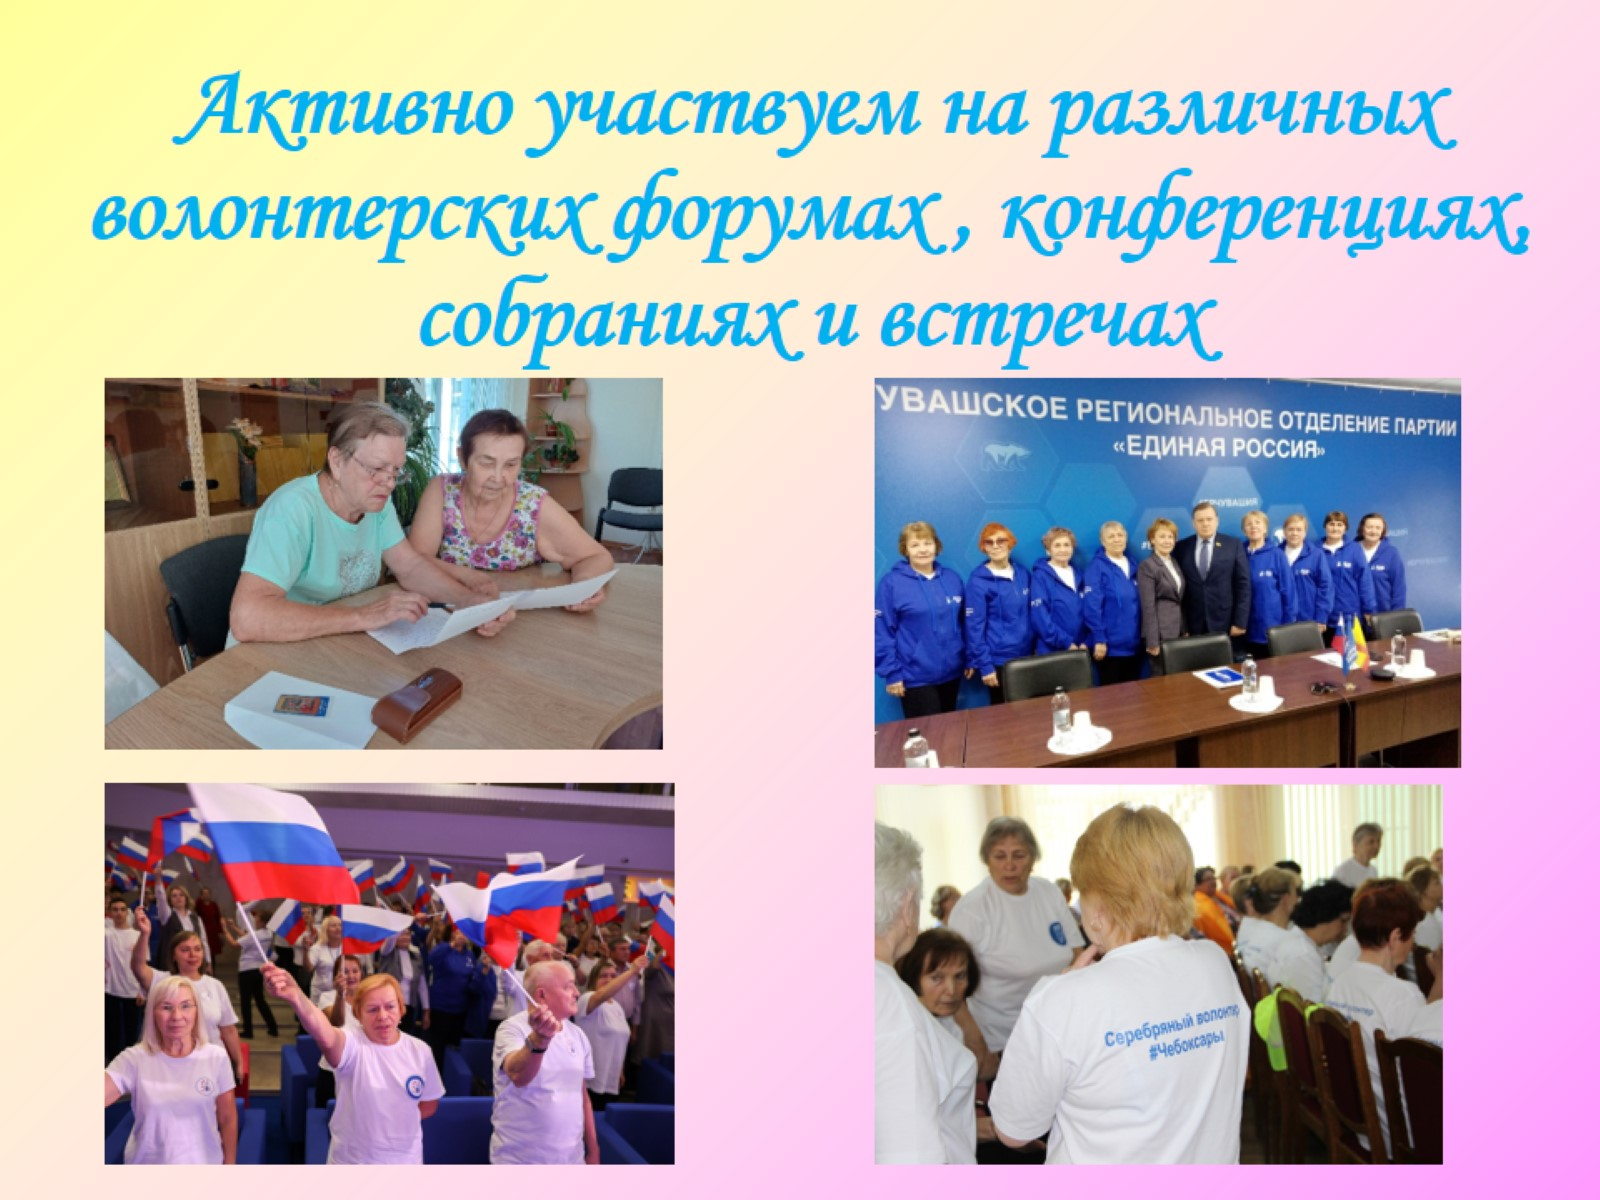 Активно участвуем на различных
волонтерских форумах , конференциях,
собраниях и встречах
УВАШСКОЕ РЕГИОНАЛЬНОЕ ОТДЕЛЕНИЕ ПАРТИИ
«ЕДИНАЯ РОССИЯ»
Серебряный волонтер
#Чебоксары